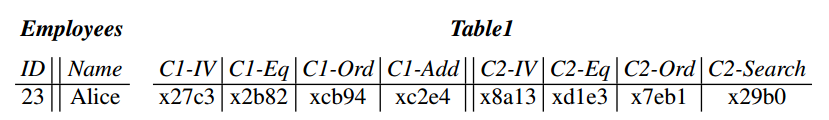 Employees Table1
ID Name C1-IV C1-Eq C1-Ord C1-Add C2-IV C2-Eq C2-Ord C2-Search
23 Alice x27c3 x2b82 xcb94 xc2e4 x8a13 xd1e3 x7eb1 x29b0